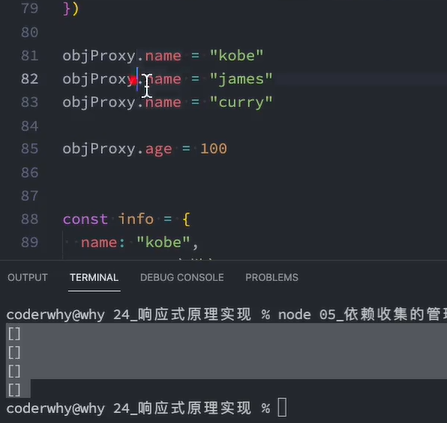 79 })
80
81 objProxy.name = "kobe"
82 objProxy.name = "james"
83 objProxy.name = "curry"
84
85 objProxy.age = 100
86
87
88 const info = {
89 name: "kobe",
OUTPUT TERMINAL DEBUG CONSOLE PROBLEMS
coderwhy@why 24_响应式原理实现 % node 05_依赖收集的管
[]
[]
[]
[]
coderwhy@why 24_响应式原理实现 %